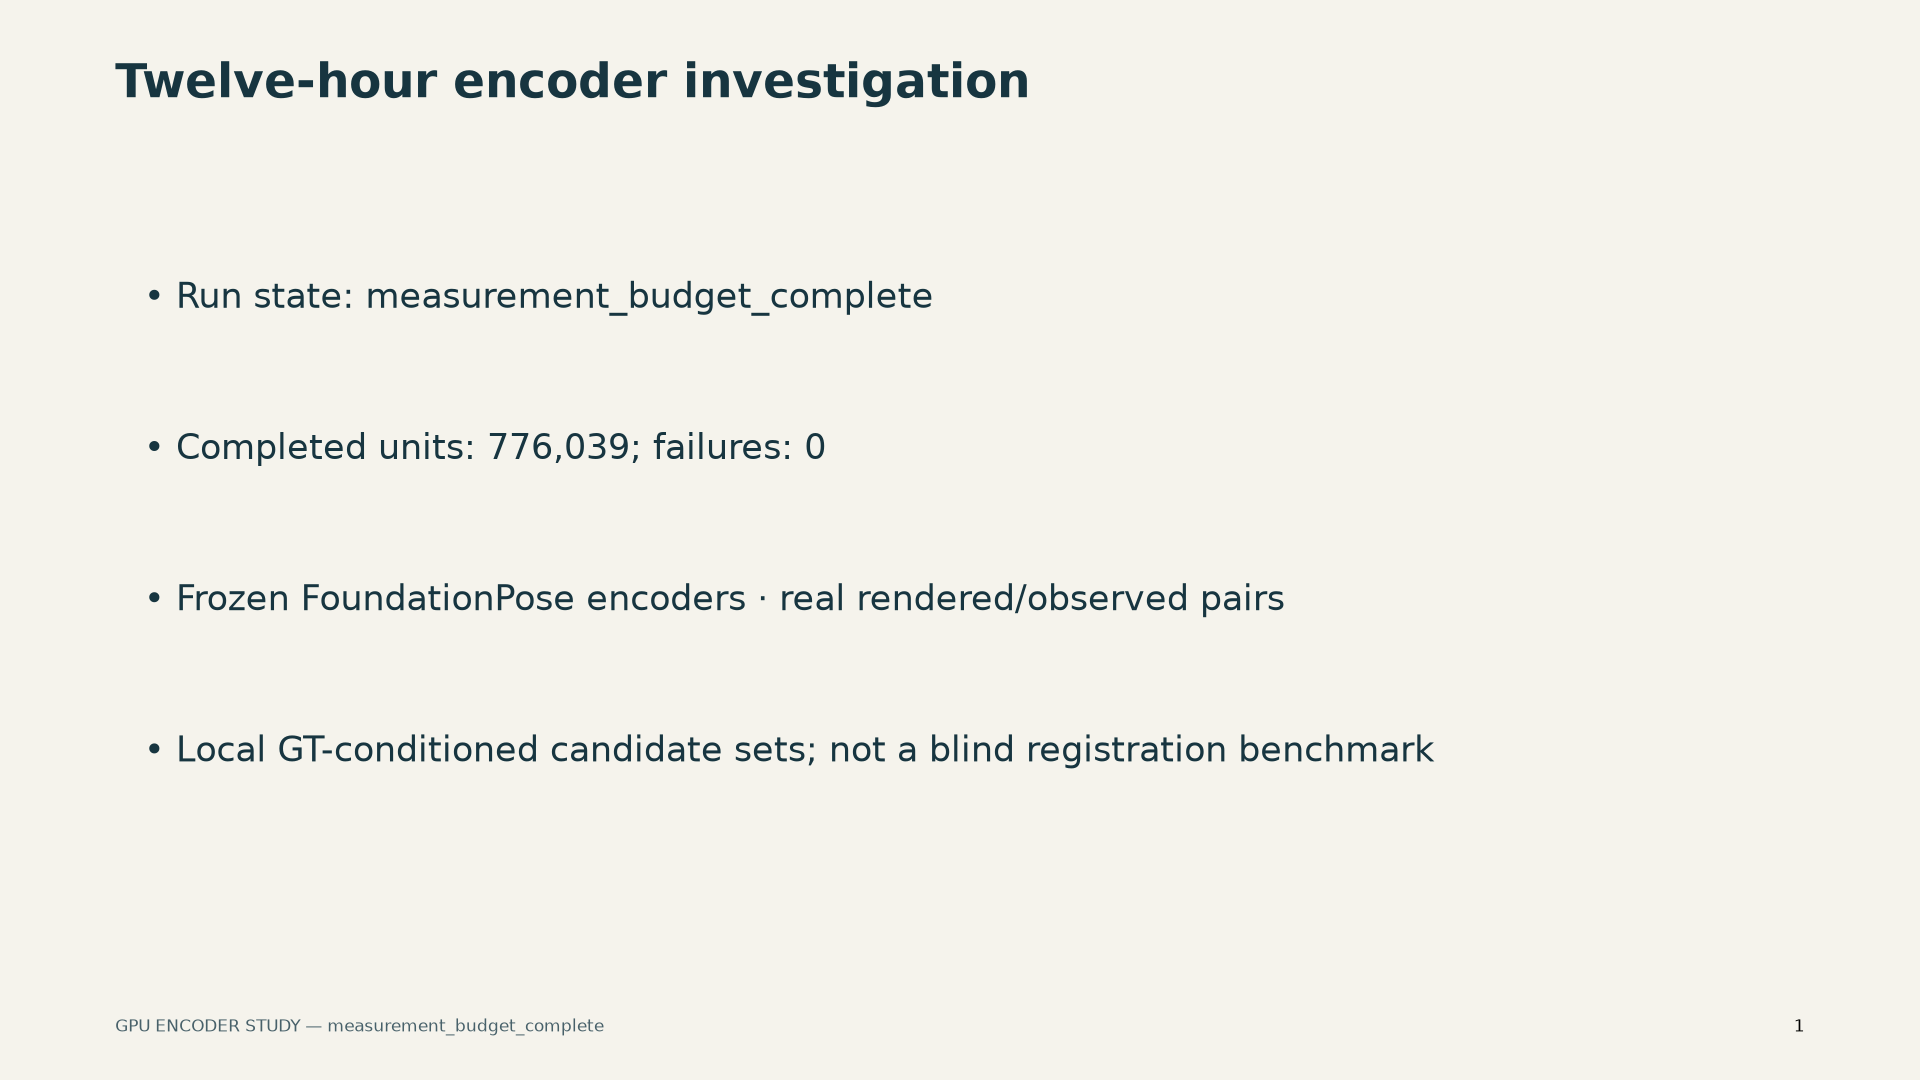 Twelve-hour encoder investigation
• Run state: measurement_budget_complete
• Completed units: 776,039; failures: 0
• Frozen FoundationPose encoders · real rendered/observed pairs
• Local GT-conditioned candidate sets; not a blind registration benchmark
GPU ENCODER STUDY — measurement_budget_complete
1